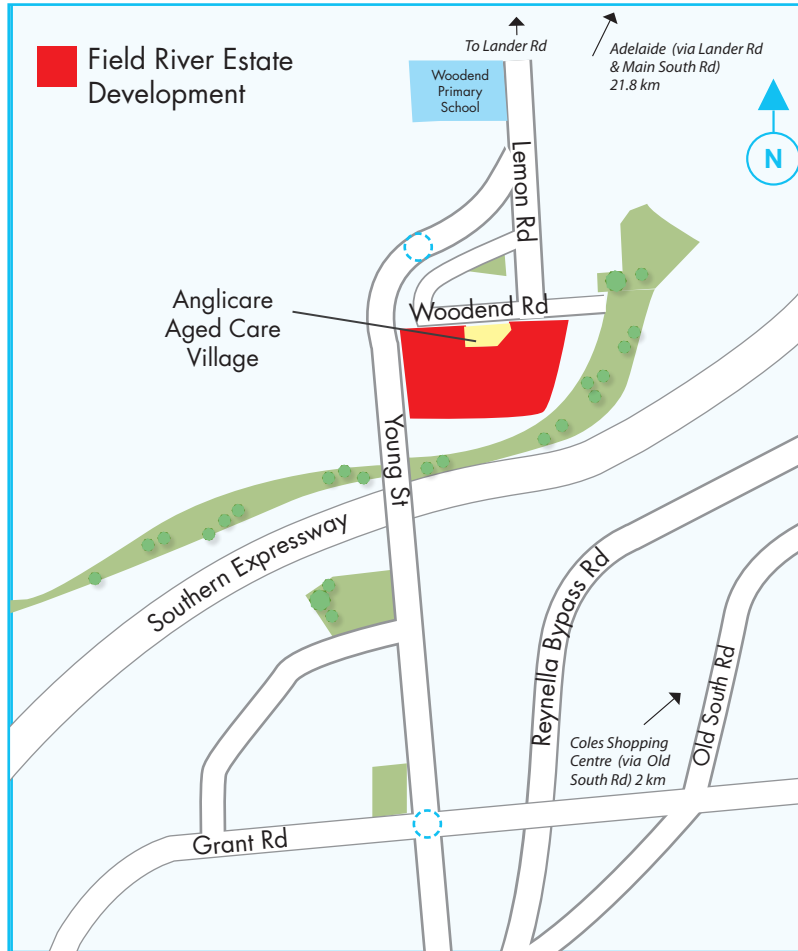 Field River Estate
Development
To Lander Rd
Adelaide (via Lander Rd
& Main South Rd)
21.8 km
Woodend
Primary
School
N
Lemon Rd
Anglicare
Aged Care
Village
Woodend Rd
Young St
Southern Expressway
Reynella Bypass Rd
Old South Rd
Coles Shopping
Centre (via Old
South Rd) 2 km
Grant Rd